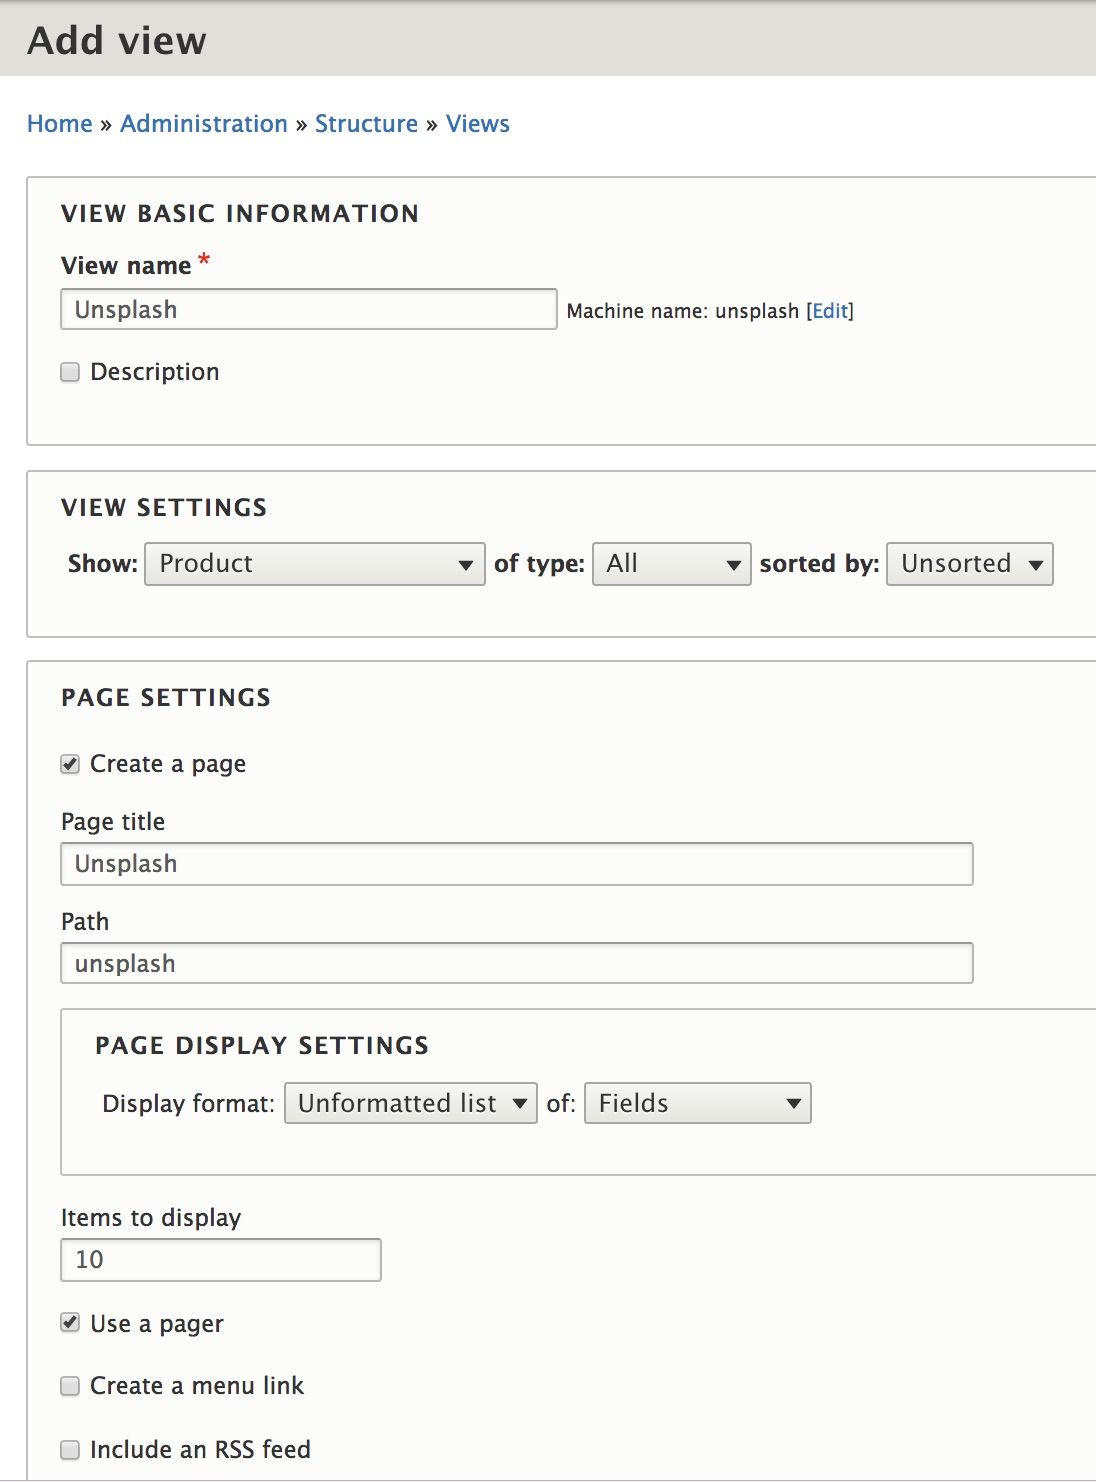 Add view
Home » Administration » Structure » Views
VIEW BASIC INFORMATION
View name *
Unsplash Machine name: unsplash [Edit]
Description
VIEW SETTINGS
Show: Product of type: All sorted by: Unsorted
PAGE SETTINGS
Create a page
Page title
Unsplash
Path
unsplash
PAGE DISPLAY SETTINGS
Display format: Unformatted list of: Fields
Items to display
10
Use a pager
Create a menu link
Include an RSS feed